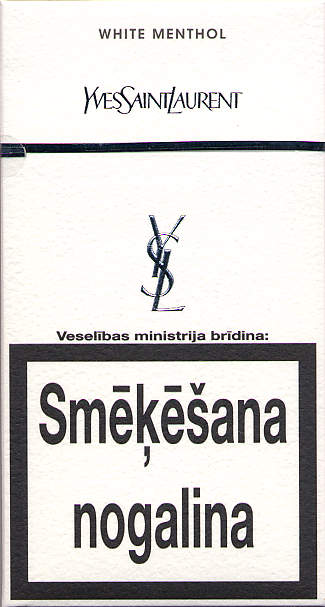 WHITE MENTHOL
YVESSAINTLAURENT
YSL
Veselības ministrija brīdina:
Smēķēšana
nogalina